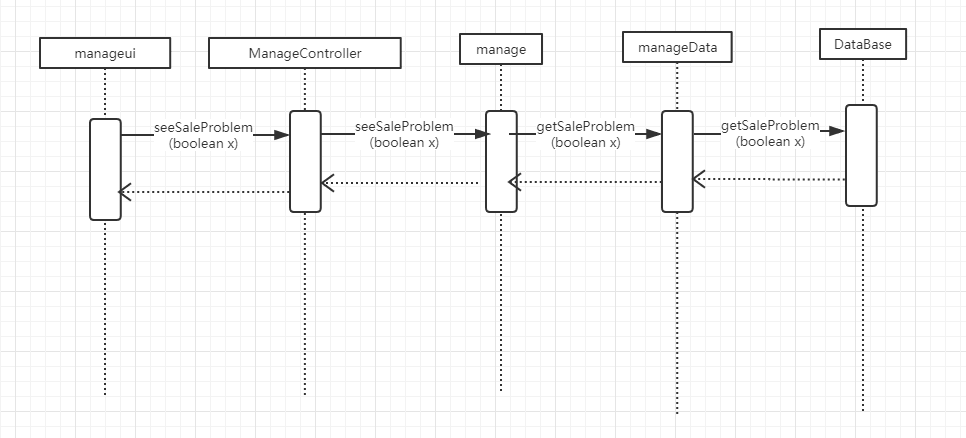 manageui
ManageController
manage
manageData
DataBase
seeSaleProblem
(boolean x)
seeSaleProblem
(boolean x)
getSaleProblem
(boolean x)
getSaleProblem
(boolean x)